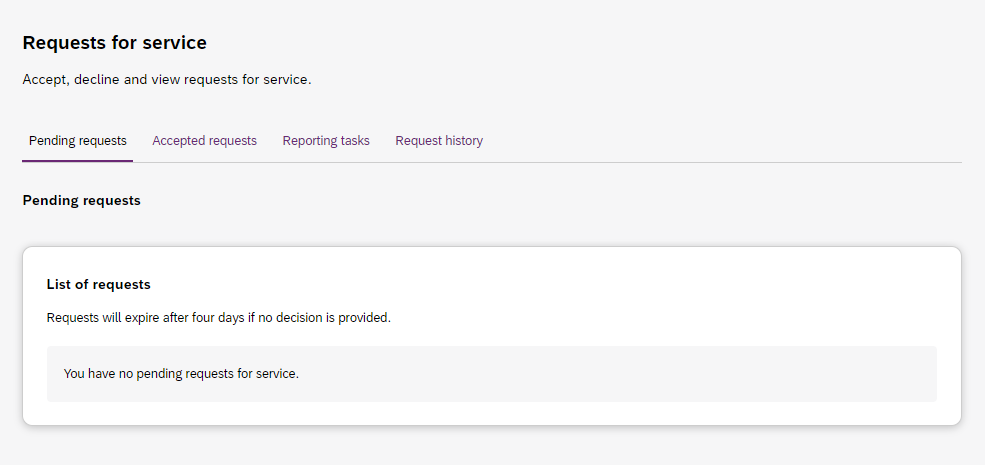 Requests for service
Accept, decline and view requests for service.
Pending requests Accepted requests Reporting tasks Request history
Pending requests
List of requests
Requests will expire after four days if no decision is provided.
You have no pending requests for service.